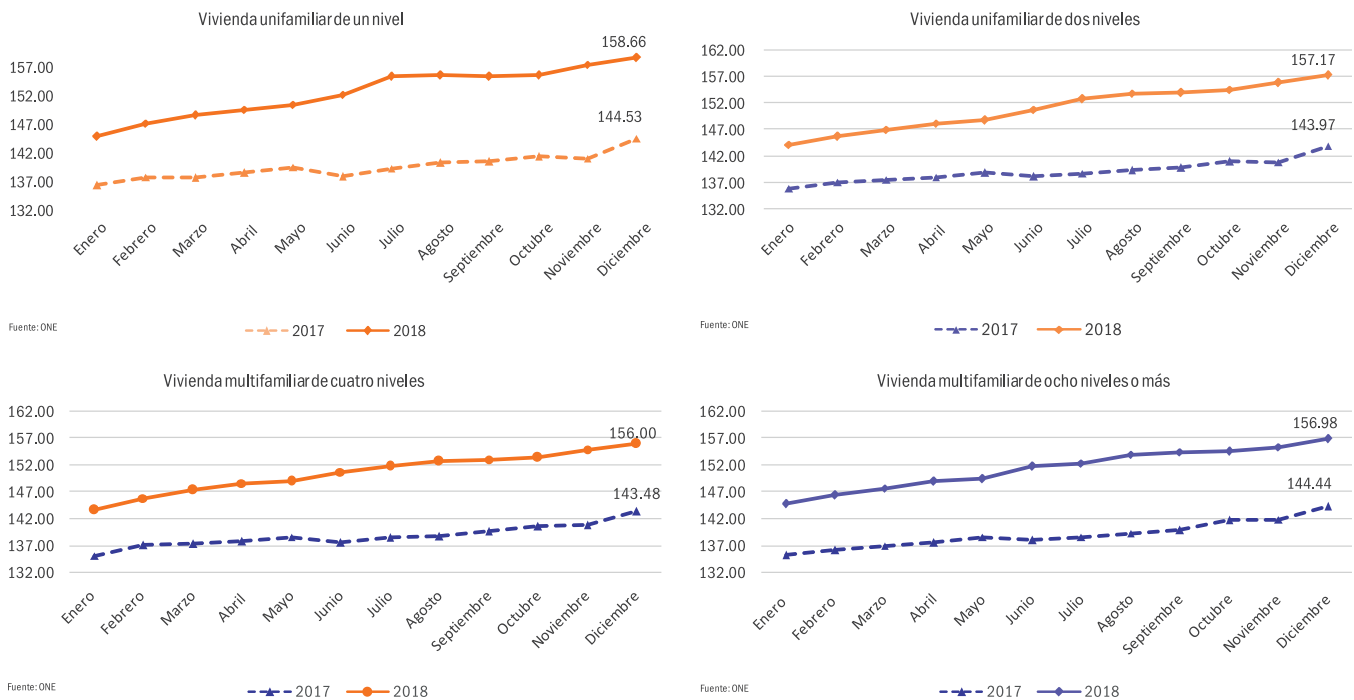 Vivienda unifamiliar de un nivel
158.66
157.00
152.00
147.00
144.53
142.00
137.00
132.00
Enero
Febrero
Marzo
Abril
Mayo
Junio
Julio
Agosto
Septiembre
Octubre
Noviembre
Diciembre
Fuente: ONE
2017 2018
Vivienda unifamiliar de dos niveles
162.00
157.17
157.00
152.00
147.00
143.97
142.00
137.00
132.00
Enero
Febrero
Marzo
Abril
Mayo
Junio
Julio
Agosto
Septiembre
Octubre
Noviembre
Diciembre
Fuente: ONE
2017 2018
Vivienda multifamiliar de cuatro niveles
162.00
156.00
157.00
152.00
147.00
143.48
142.00
137.00
132.00
Enero
Febrero
Marzo
Abril
Mayo
Junio
Julio
Agosto
Septiembre
Octubre
Noviembre
Diciembre
Fuente: ONE
2017 2018
Vivienda multifamiliar de ocho niveles o más
162.00
156.98
157.00
152.00
147.00
144.44
142.00
137.00
132.00
Enero
Febrero
Marzo
Abril
Mayo
Junio
Julio
Agosto
Septiembre
Octubre
Noviembre
Diciembre
Fuente: ONE
2017 2018